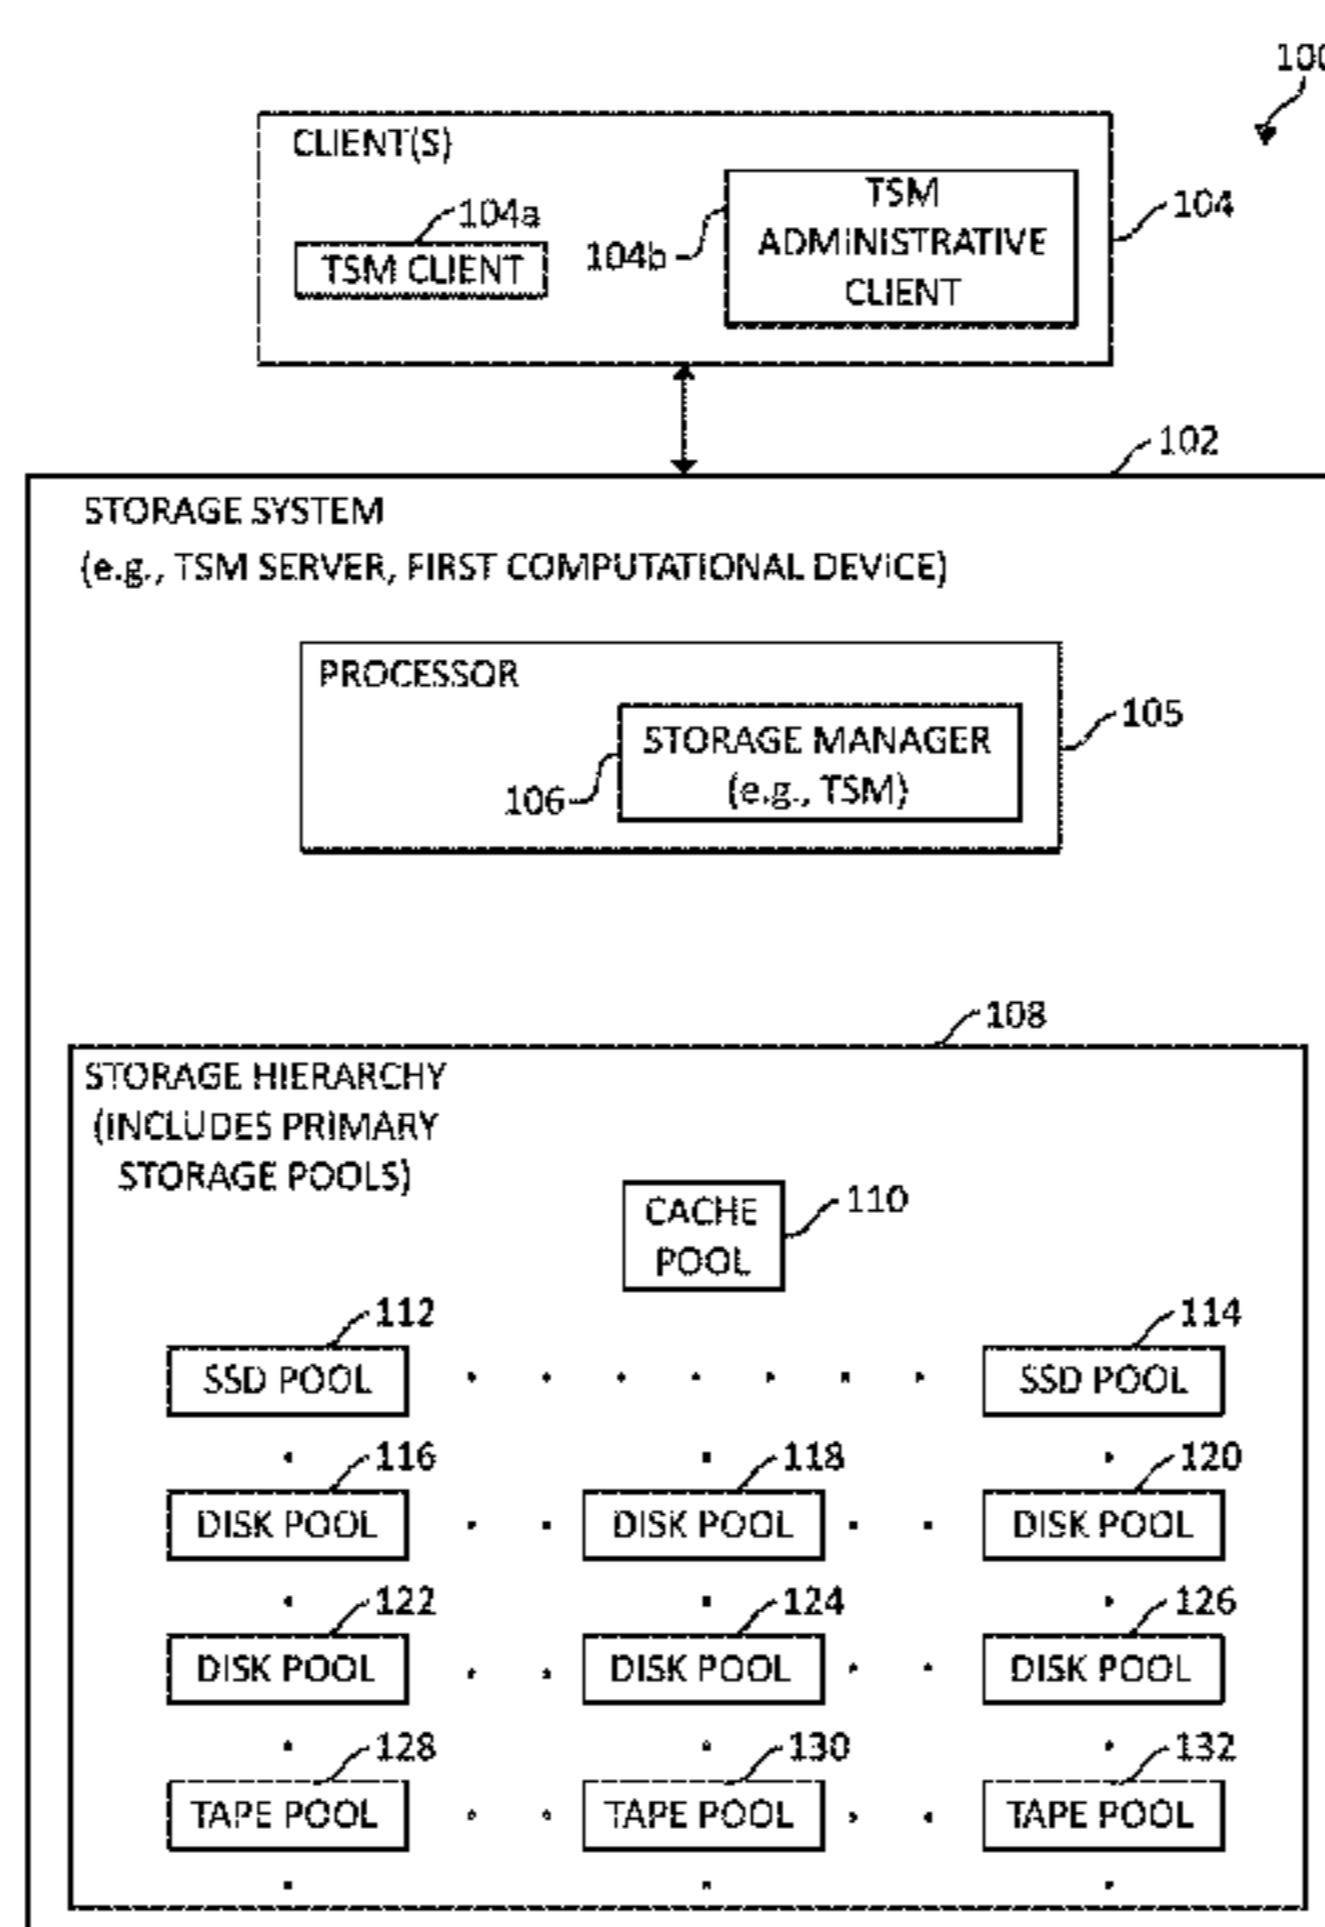 100
CLIENT(S)
104a
TSM CLIENT
104b
TSM
ADMINISTRATIVE
CLIENT
104
102
STORAGE SYSTEM
(e.g., TSM SERVER, FIRST COMPUTATIONAL DEVICE)
PROCESSOR
105
STORAGE MANAGER
(e.g., TSM)
106
108
STORAGE HIERARCHY
(INCLUDES PRIMARY
STORAGE POOLS)
CACHE
POOL
110
112
114
SSD POOL
SSD POOL
116
118
120
DISK POOL
DISK POOL
DISK POOL
122
124
126
DISK POOL
DISK POOL
DISK POOL
128
130
132
TAPE POOL
TAPE POOL
TAPE POOL